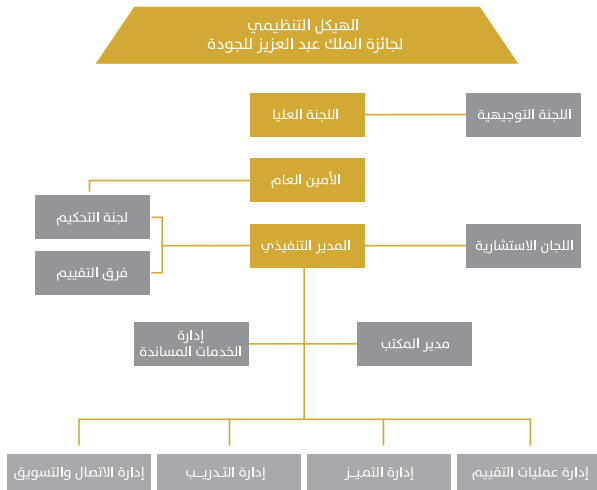 الهيكل التنظيمي
لجائزة الملك عبد العزيز للجودة
اللجنة العليا
اللجنة التوجيهية
الأمين العام
لجنة التحكيم
المدير التنفيذي
اللجان الاستشارية
فرق التقييم
مدير المكتب
إدارة
الخدمات المساندة
إدارة عمليات التقييم
إدارة التميـز
إدارة التـدريـب
إدارة الاتصال والتسويق